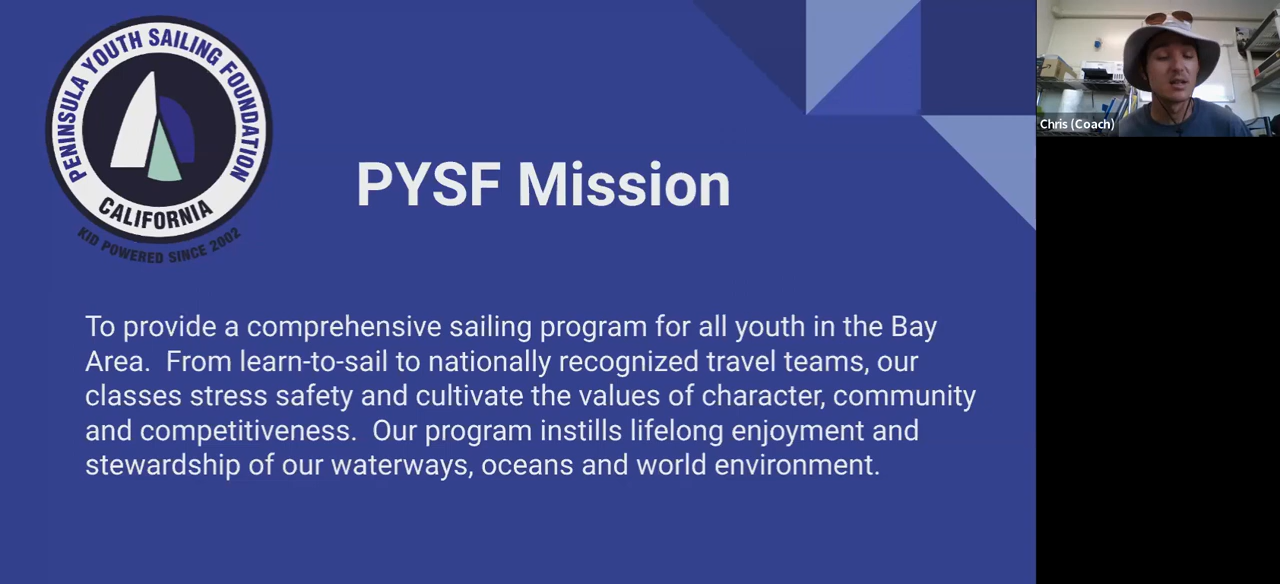 PENINSULA YOUTH SAILING FOUNDATION
CALIFORNIA
KID POWERED SINCE 2002
PYSF Mission
To provide a comprehensive sailing program for all youth in the Bay
Area.  From learn-to-sail to nationally recognized travel teams, our
classes stress safety and cultivate the values of character, community
and competitiveness.  Our program instills lifelong enjoyment and
stewardship of our waterways, oceans and world environment.
Chris (Coach)